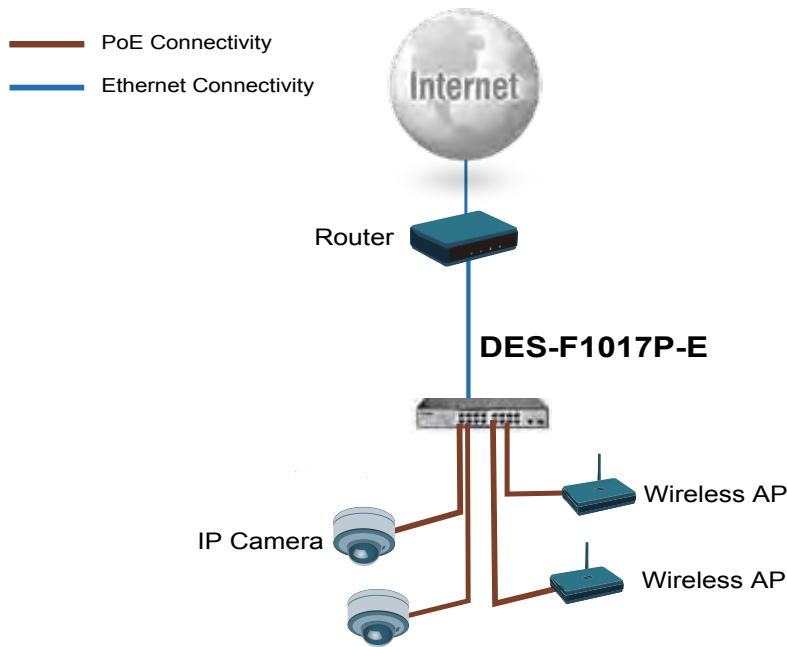 PoE Connectivity
Ethernet Connectivity
Internet
Router
DES-F1017P-E
Wireless AP
IP Camera
Wireless AP